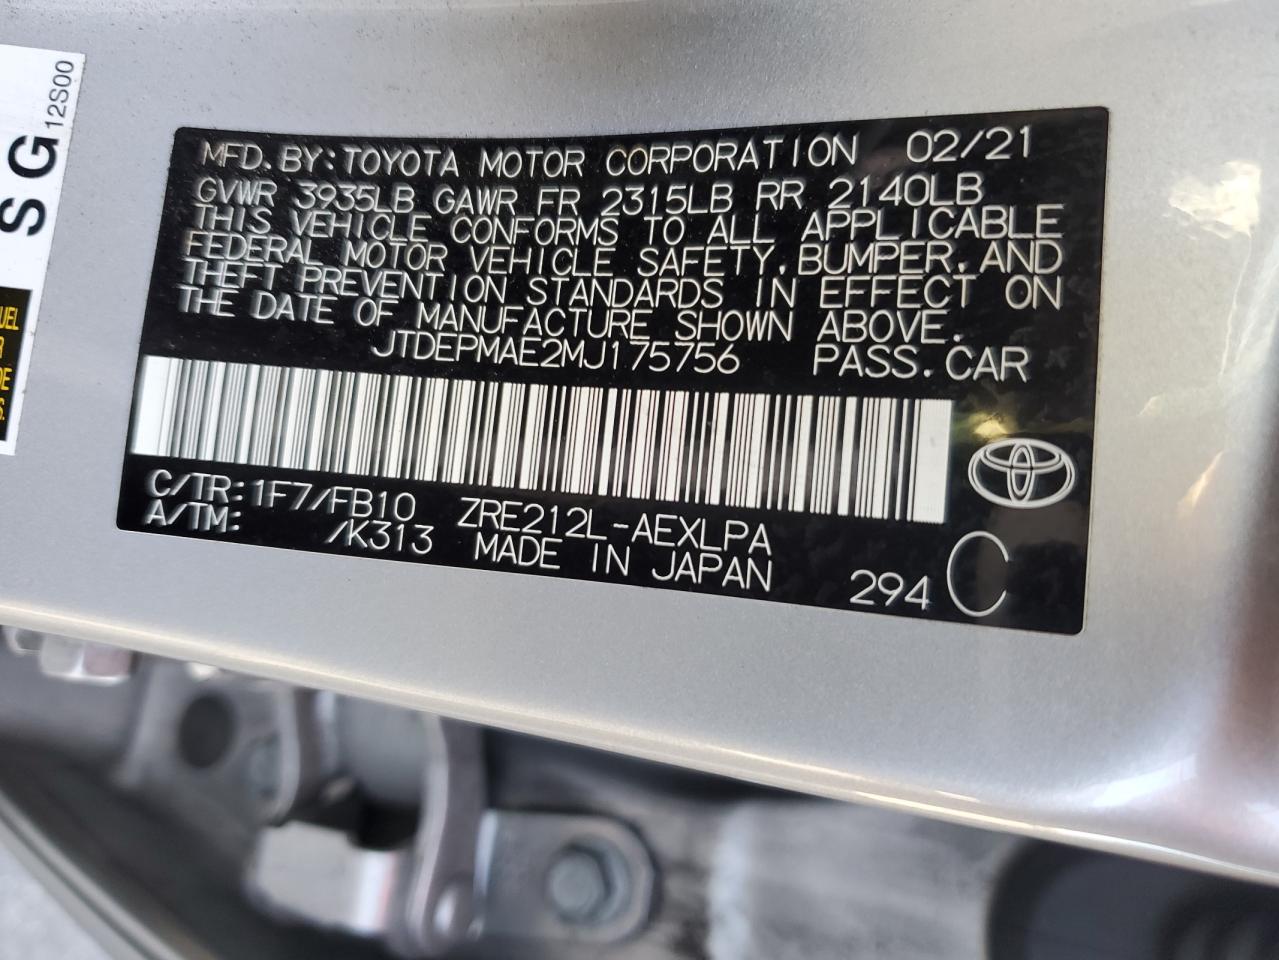 S G 12S00
UEL
R
DE
S.
MFD.BY:TOYOTA MOTOR CORPORATION 02/21
GVWR 3935LB GAWR FR 2315LB RR 2140LB
THIS VEHICLE CONFORMS TO ALL APPLICABLE
FEDERAL MOTOR VEHICLE SAFETY,BUMPER,AND
THEFT PREVENTION STANDARDS IN EFFECT ON
THE DATE OF MANUFACTURE SHOWN ABOVE.
JTDEPMAE2MJ175756 PASS.CAR
C/TR:1F7/FB10 ZRE212L-AEXLPA
A/TM: /K313 MADE IN JAPAN
294 C